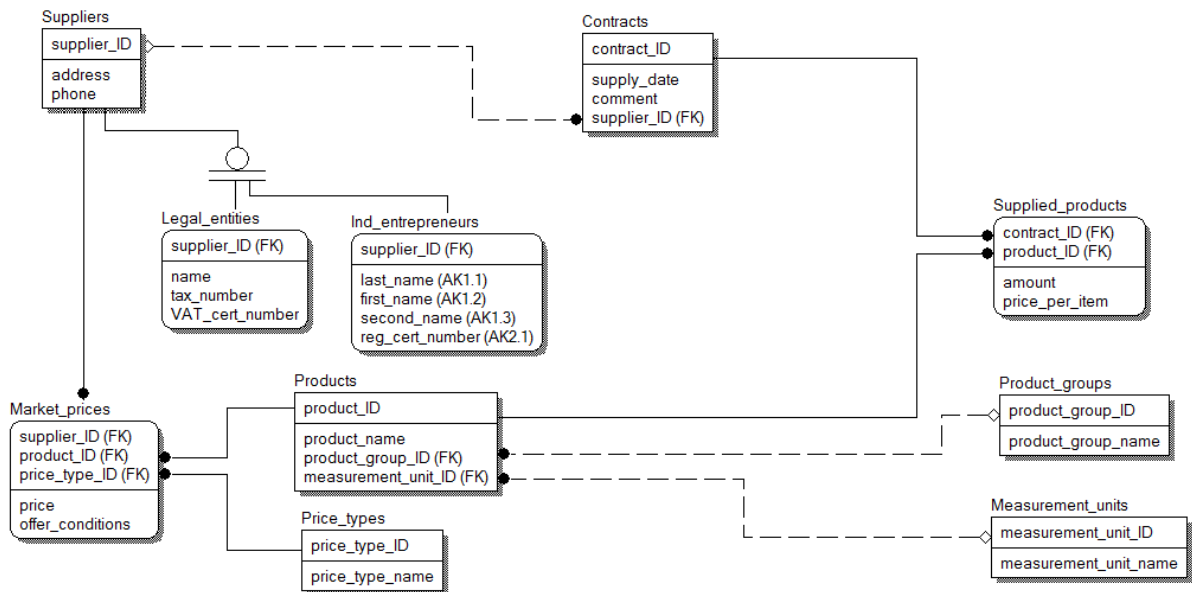 Suppliers
supplier_ID
address
phone
Contracts
contract_ID
supply_date
comment
supplier_ID (FK)
Legal_entities
supplier_ID (FK)
name
tax_number
VAT_cert_number
Ind_entrepreneurs
supplier_ID (FK)
last_name (AK1.1)
first_name (AK1.2)
second_name (AK1.3)
reg_cert_number (AK2.1)
Supplied_products
contract_ID (FK)
product_ID (FK)
amount
price_per_item
Market_prices
supplier_ID (FK)
product_ID (FK)
price_type_ID (FK)
price
offer_conditions
Products
product_ID
product_name
product_group_ID (FK)
measurement_unit_ID (FK)
Product_groups
product_group_ID
product_group_name
Price_types
price_type_ID
price_type_name
Measurement_units
measurement_unit_ID
measurement_unit_name